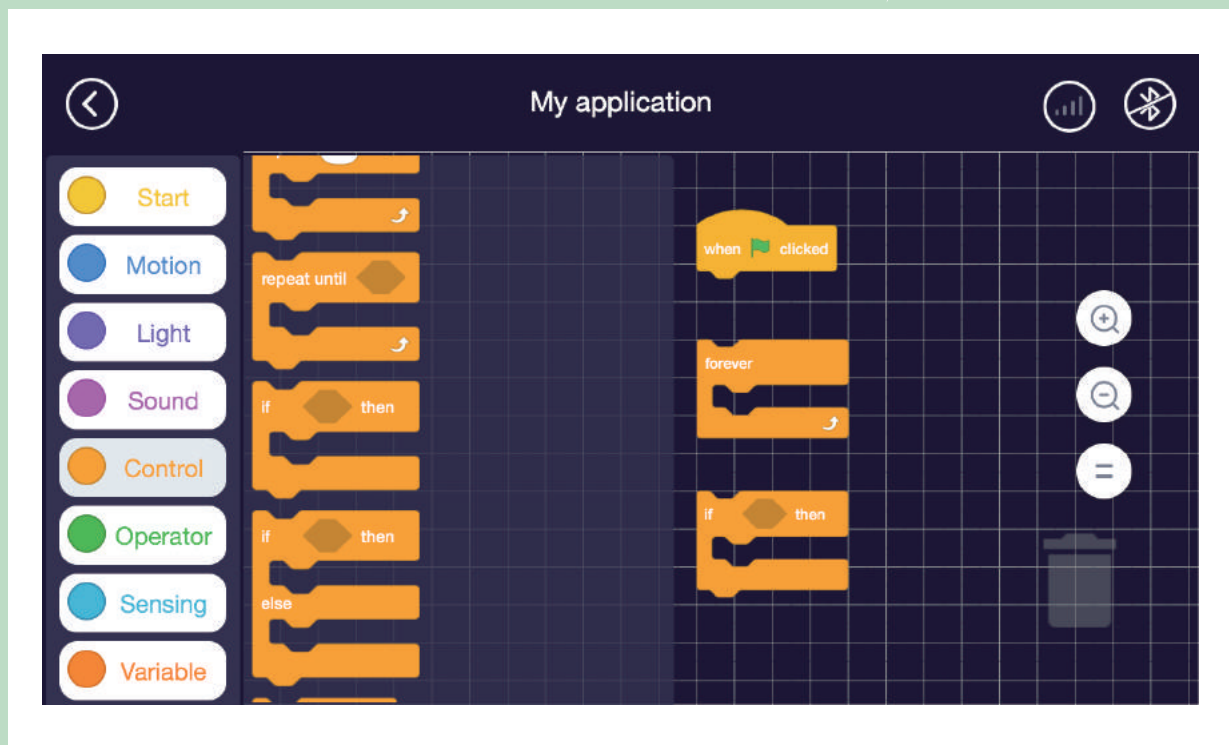 My application
Start
Motion
Light
Sound
Control
Operator
Sensing
Variable
repeat until
if then
if then
else
when clicked
forever
if then